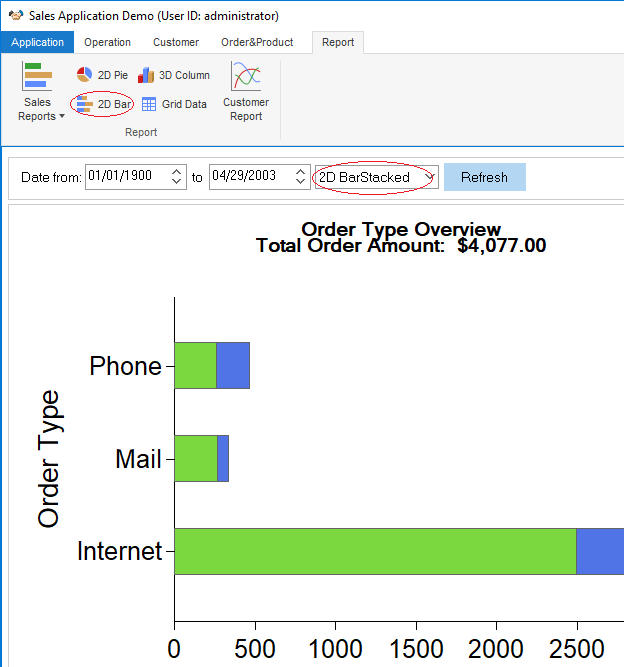 Sales Application Demo (User ID: administrator)
Application Operation Customer Order&Product Report
2D Pie 3D Column
Sales Reports 2D Bar Grid Data Customer Report
Report
Date from: 01/01/1900 to 04/29/2003 2D BarStacked Refresh
Order Type Overview
Total Order Amount: $4,077.00
Phone
Mail
Order Type
Internet
0 500 1000 1500 2000 2500